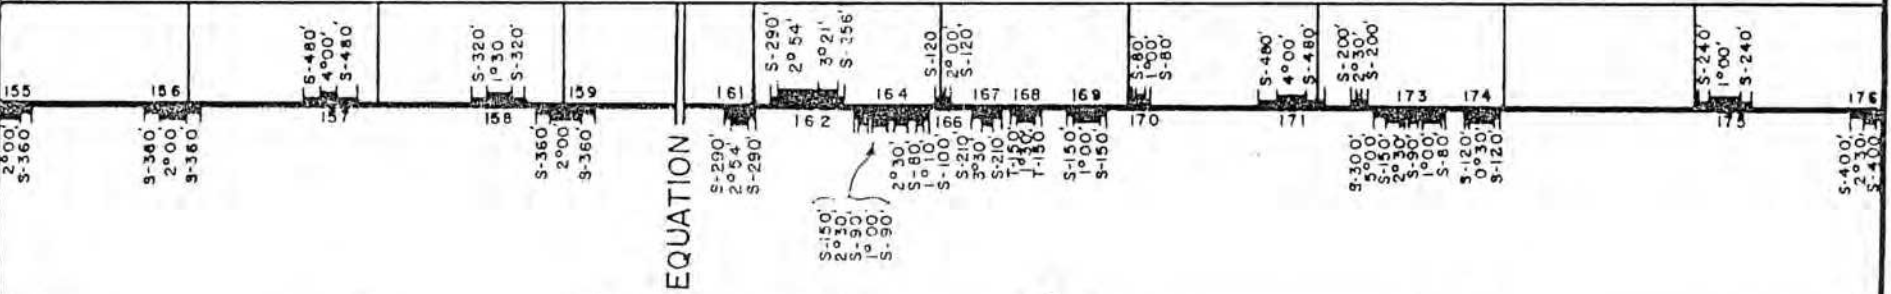 155
2°00'
S-360'
156
S-380'
2°00'
S-360'
S-480'
4°00'
S-480'
157
S-320'
1°30
S-320'
158
159
S-360'
2°00'
S-360'
EQUATION
161
S-290'
2°54'
S-290'
S-290'
2°54'
3°21'
S-256'
162
164
S-150'
2°30'
S-90'
1°00'
S-90'
2°30'
S-80'
1°10'
S-100'
S-120
2°00'
S-120'
166
167
S-210'
3°30'
S-210'
168
T-150'
1°30'
T-150'
169
S-150'
1°00'
S-150'
S-80'
1°00'
S-80'
170
S-480'
4°00'
S-480'
171
S-200'
2°30'
S-200'
173
S-300'
5°00'
S-150'
2°30'
S-90'
1°00'
S-80'
174
S-120'
0°30'
S-120'
S-240'
1°00'
S-240'
175
176
S-400'
2°30'
S-400'